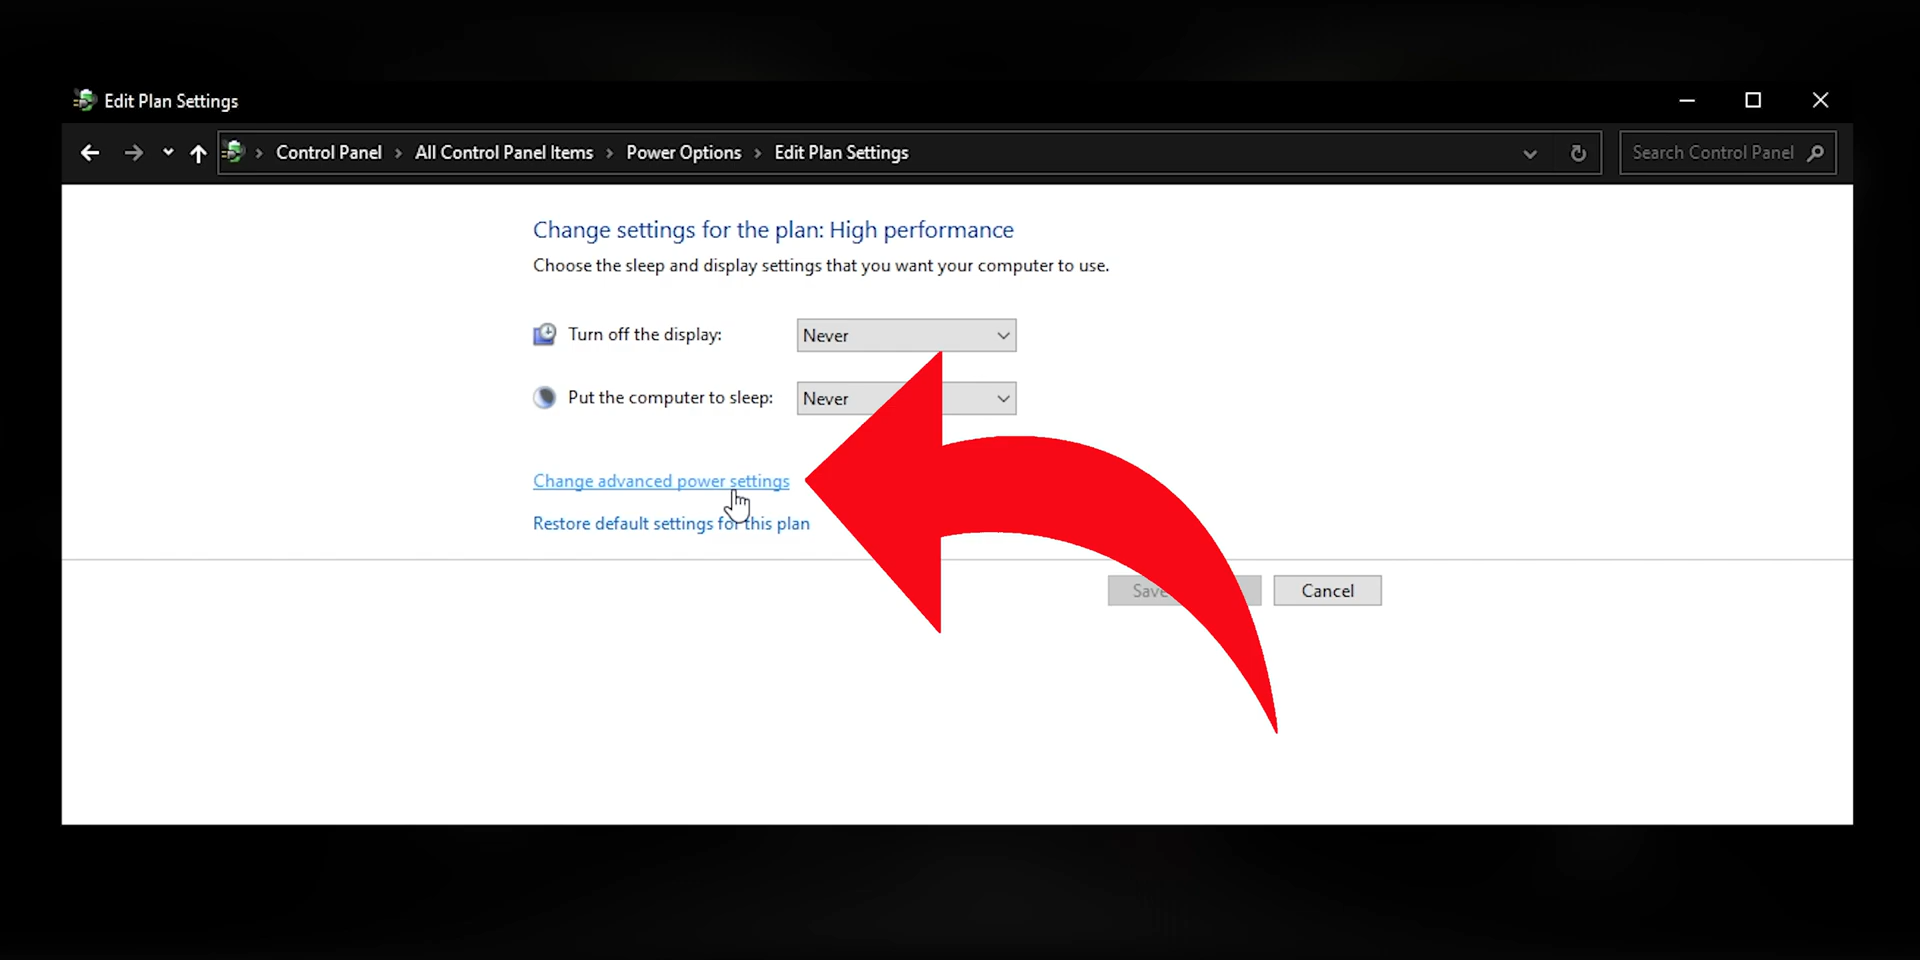 Edit Plan Settings
Control Panel > All Control Panel Items > Power Options > Edit Plan Settings
Search Control Panel
Change settings for the plan: High performance
Choose the sleep and display settings that you want your computer to use.
Turn off the display: Never
Put the computer to sleep: Never
Change advanced power settings
Restore default settings for this plan
Save Cancel